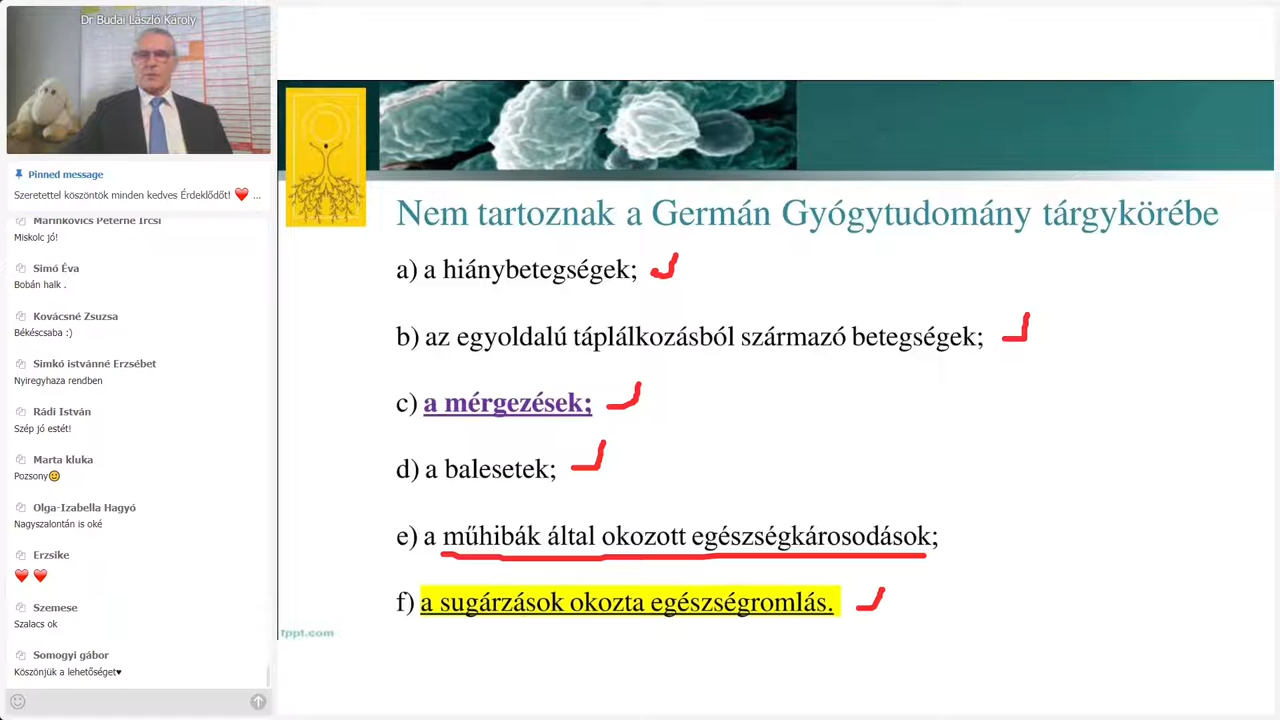 Dr Budai László Károly
Pinned message
Szeretettel köszöntök minden kedves Érdeklődőt! ❤️ ...
Marinkovics Péterné Ircsi
Miskolc jó!
Simó Éva
Bobán halk .
Kovácsné Zsuzsa
Békéscsaba :)
Simkó istvánné Erzsébet
Nyiregyhaza rendben
Rádi István
Szép jó estét!
Marta kluka
Pozsony🙂
Olga-Izabella Hagyó
Nagyszalontán is oké
Erzsike
❤️ ❤️
Szemese
Szalacs ok
Somogyi gábor
Köszönjük a lehetőséget♥
Nem tartoznak a Germán Gyógytudomány tárgykörébe
a) a hiánybetegségek;
b) az egyoldalú táplálkozásból származó betegségek;
c) a mérgezések;
d) a balesetek;
e) a műhibák által okozott egészségkárosodások;
f) a sugárzások okozta egészségromlás.
fppt.com